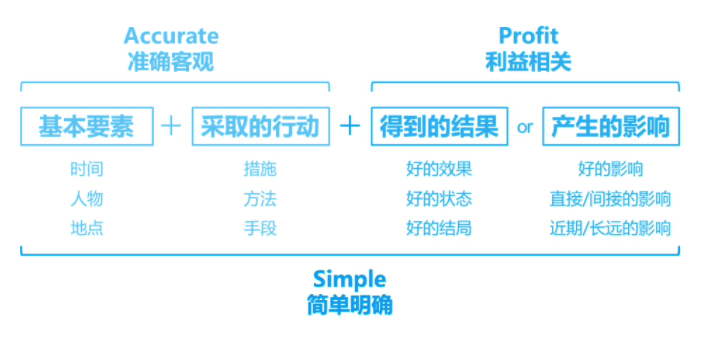 Accurate
准确客观
Profit
利益相关
基本要素 + 采取的行动 + 得到的结果 or 产生的影响
时间 措施 好的效果 好的影响
人物 方法 好的状态 直接/间接的影响
地点 手段 好的结局 近期/长远的影响
Simple
简单明确